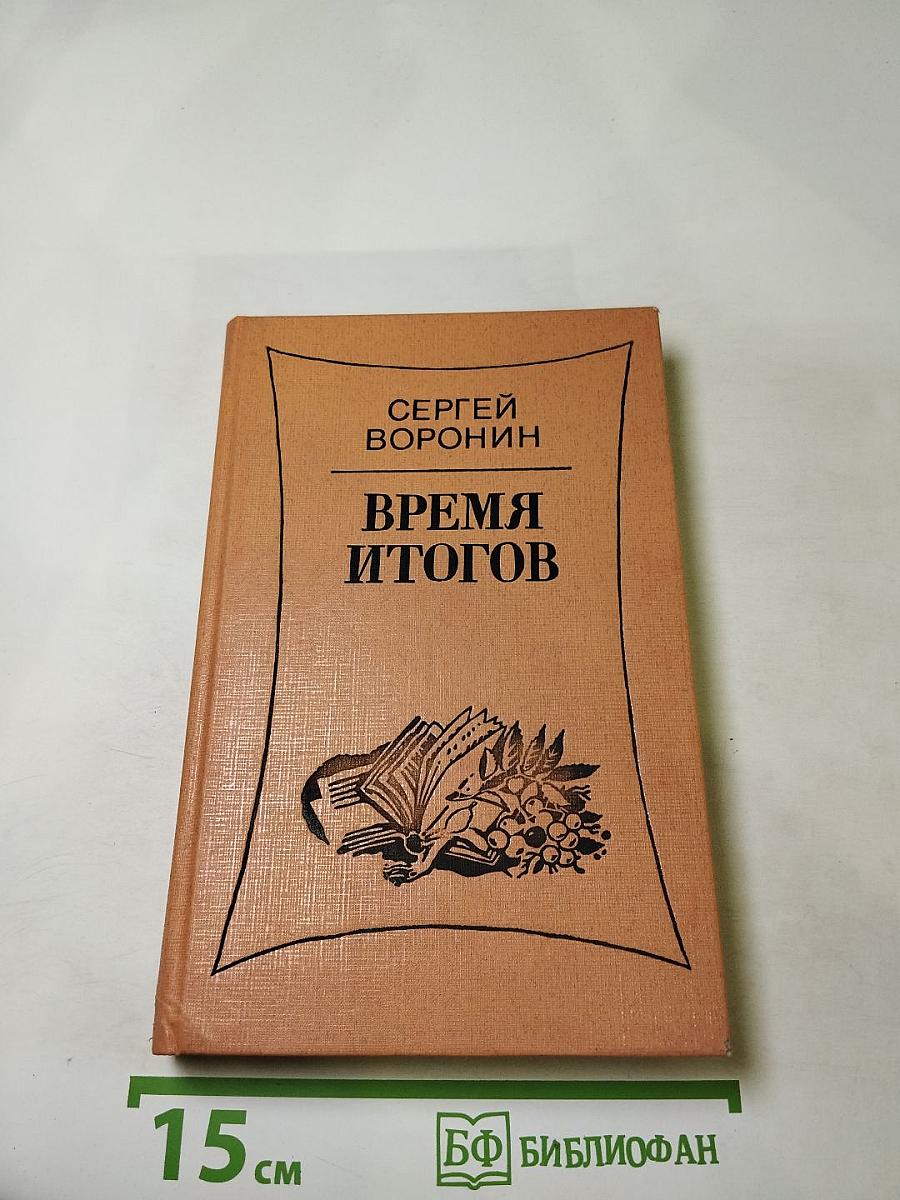 СЕРГЕЙ
ВОРОНИН
ВРЕМЯ
ИТОГОВ
15 см
БФ БИБЛИОФАН